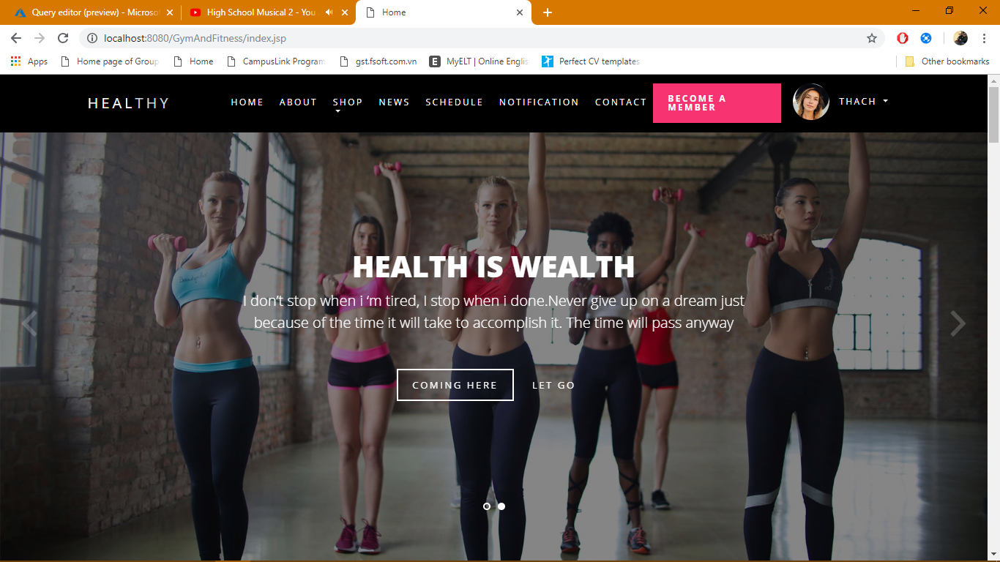 Query editor (preview) - Microso
High School Musical 2 - You
Home
localhost:8080/GymAndFitness/index.jsp
Apps
Home page of Group
Home
CampusLink Program
gst.fsoft.com.vn
MyELT | Online Englis
Perfect CV templates
Other bookmarks
HEALTHY
HOME
ABOUT
SHOP
NEWS
SCHEDULE
NOTIFICATION
CONTACT
BECOME A
MEMBER
THACH
HEALTH IS WEALTH
I don't stop when i 'm tired, I stop when i done.Never give up on a dream just
because of the time it will take to accomplish it. The time will pass anyway
COMING HERE
LET GO